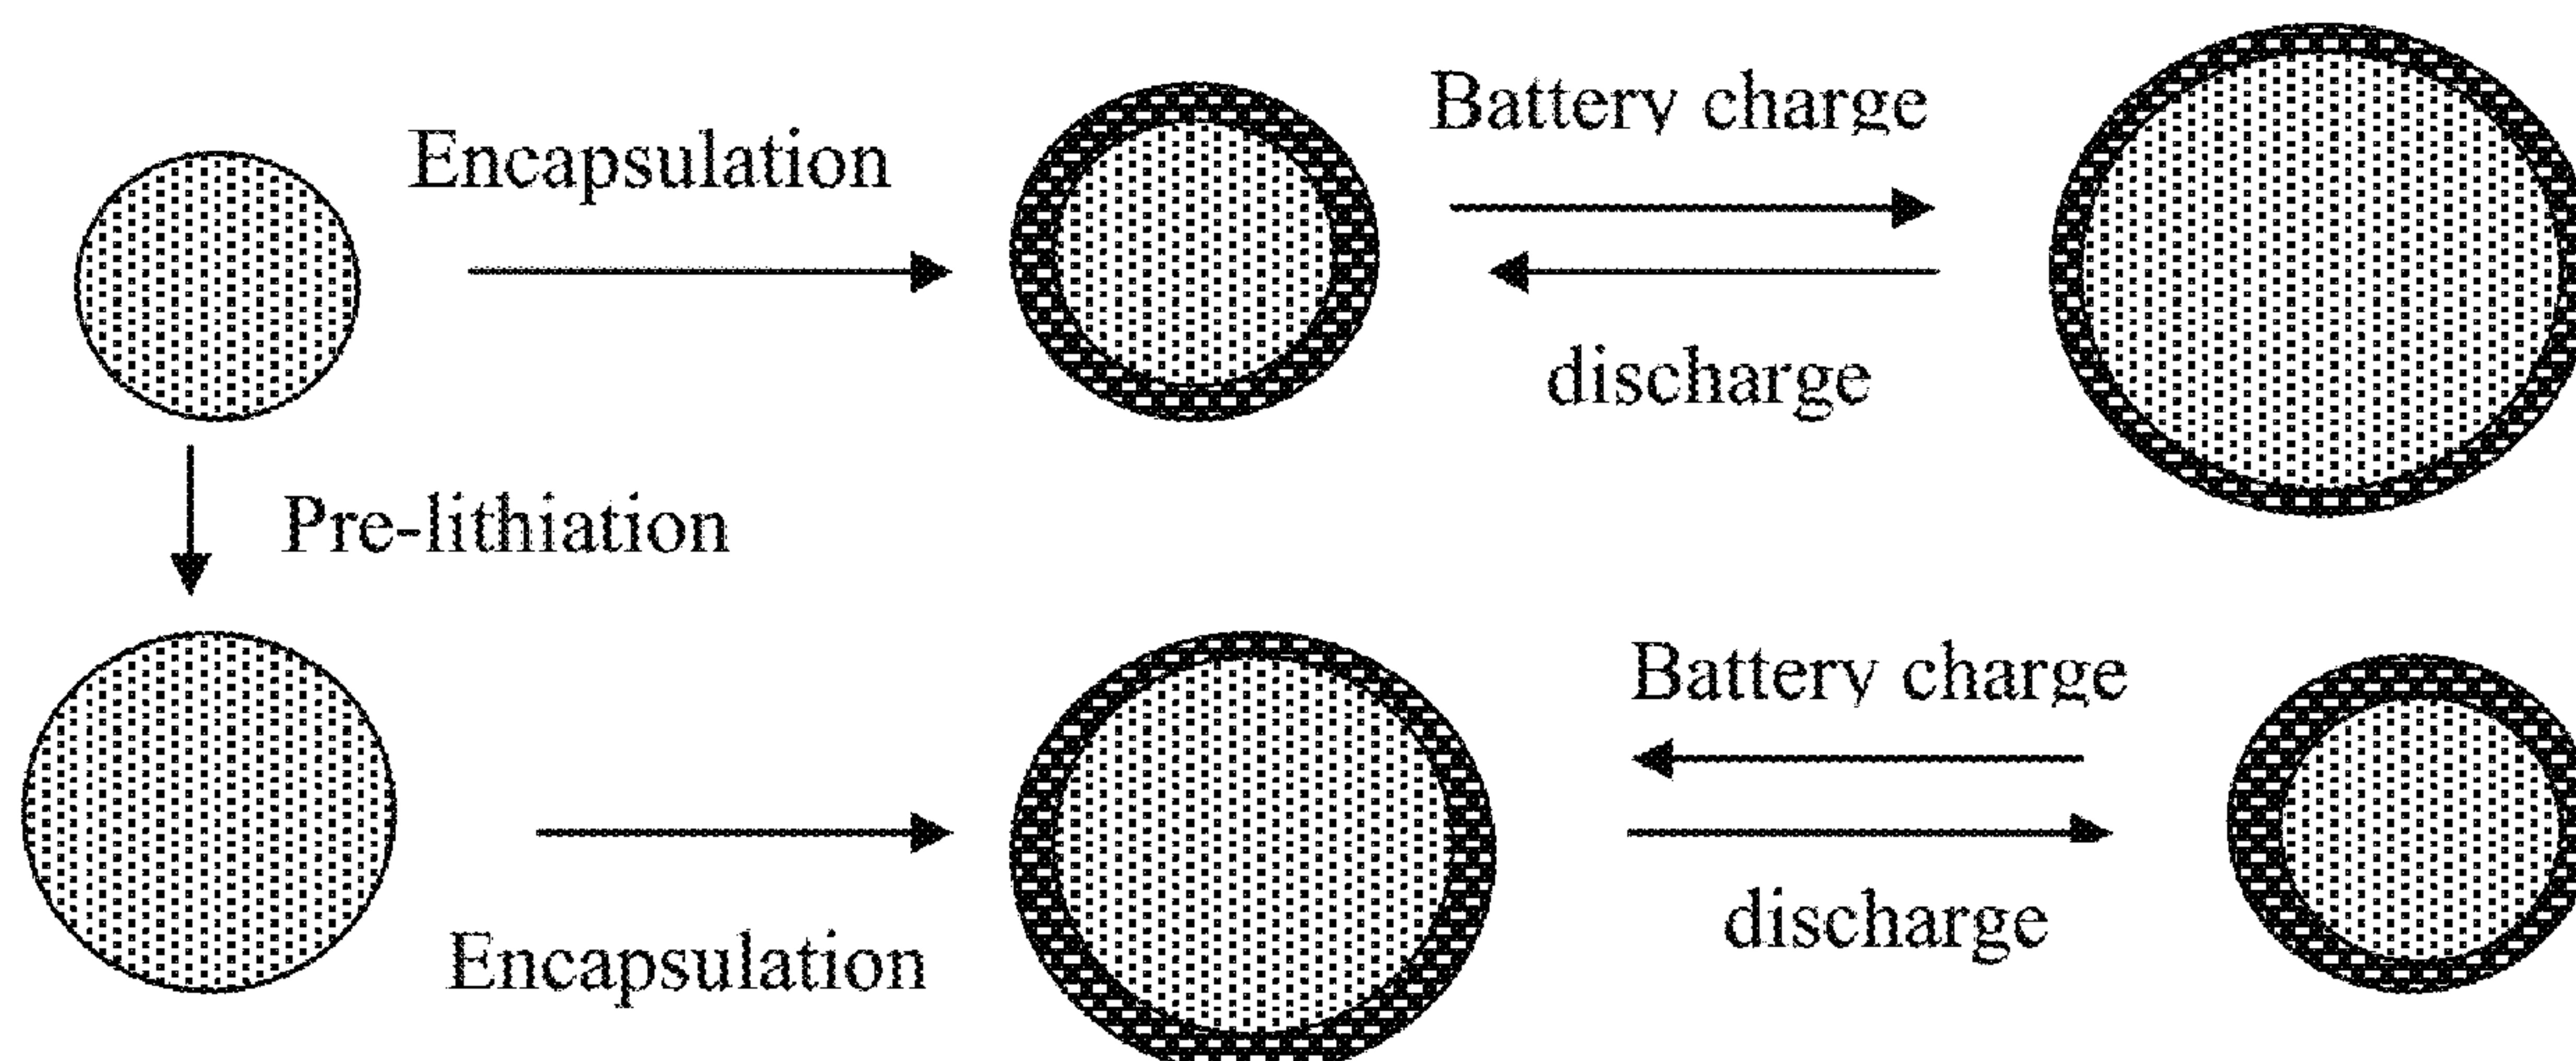 Battery charge
Encapsulation
discharge
Pre-lithiation
Battery charge
discharge
Encapsulation